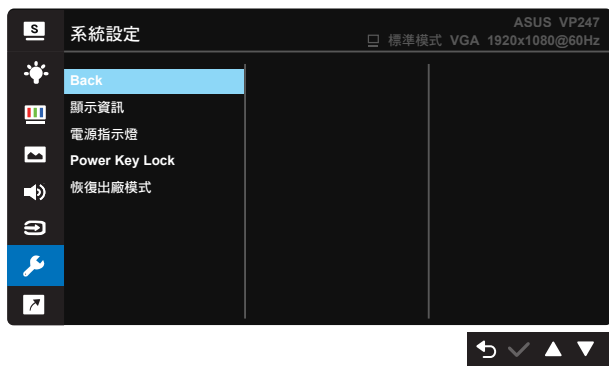 S
系統設定
ASUS VP247
標準模式 VGA 1920x1080@60Hz
Back
顯示資訊
電源指示燈
Power Key Lock
恢復出廠模式